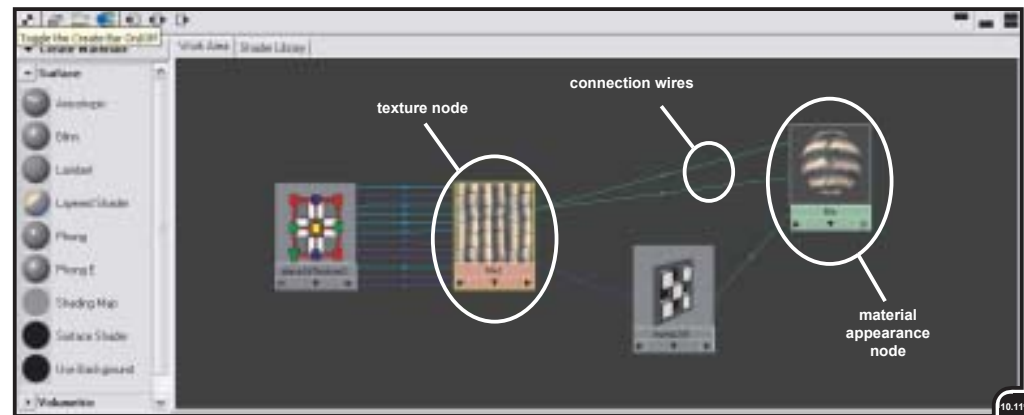 Toggle the Create Bar On/Off
Create Materials
Work Area
Shader Library
Surface
Anisotropic
Blinn
Lambert
Layered Shader
Phong
Phong E
Shading Map
Surface Shader
Use Background
Volumetric
texture node
connection wires
material
appearance
node
10.11